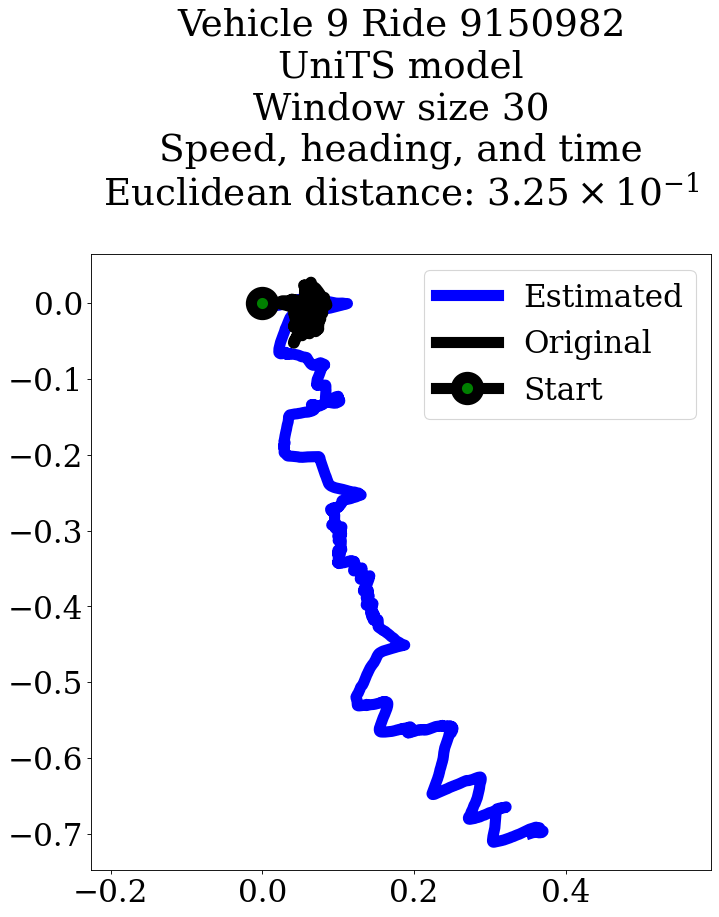 Vehicle 9 Ride 9150982
UniTS model
Window size 30
Speed, heading, and time
Euclidean distance: 3.25 × 10⁻¹
Estimated
Original
Start
0.0
−0.1
−0.2
−0.3
−0.4
−0.5
−0.6
−0.7
−0.2 0.0 0.2 0.4